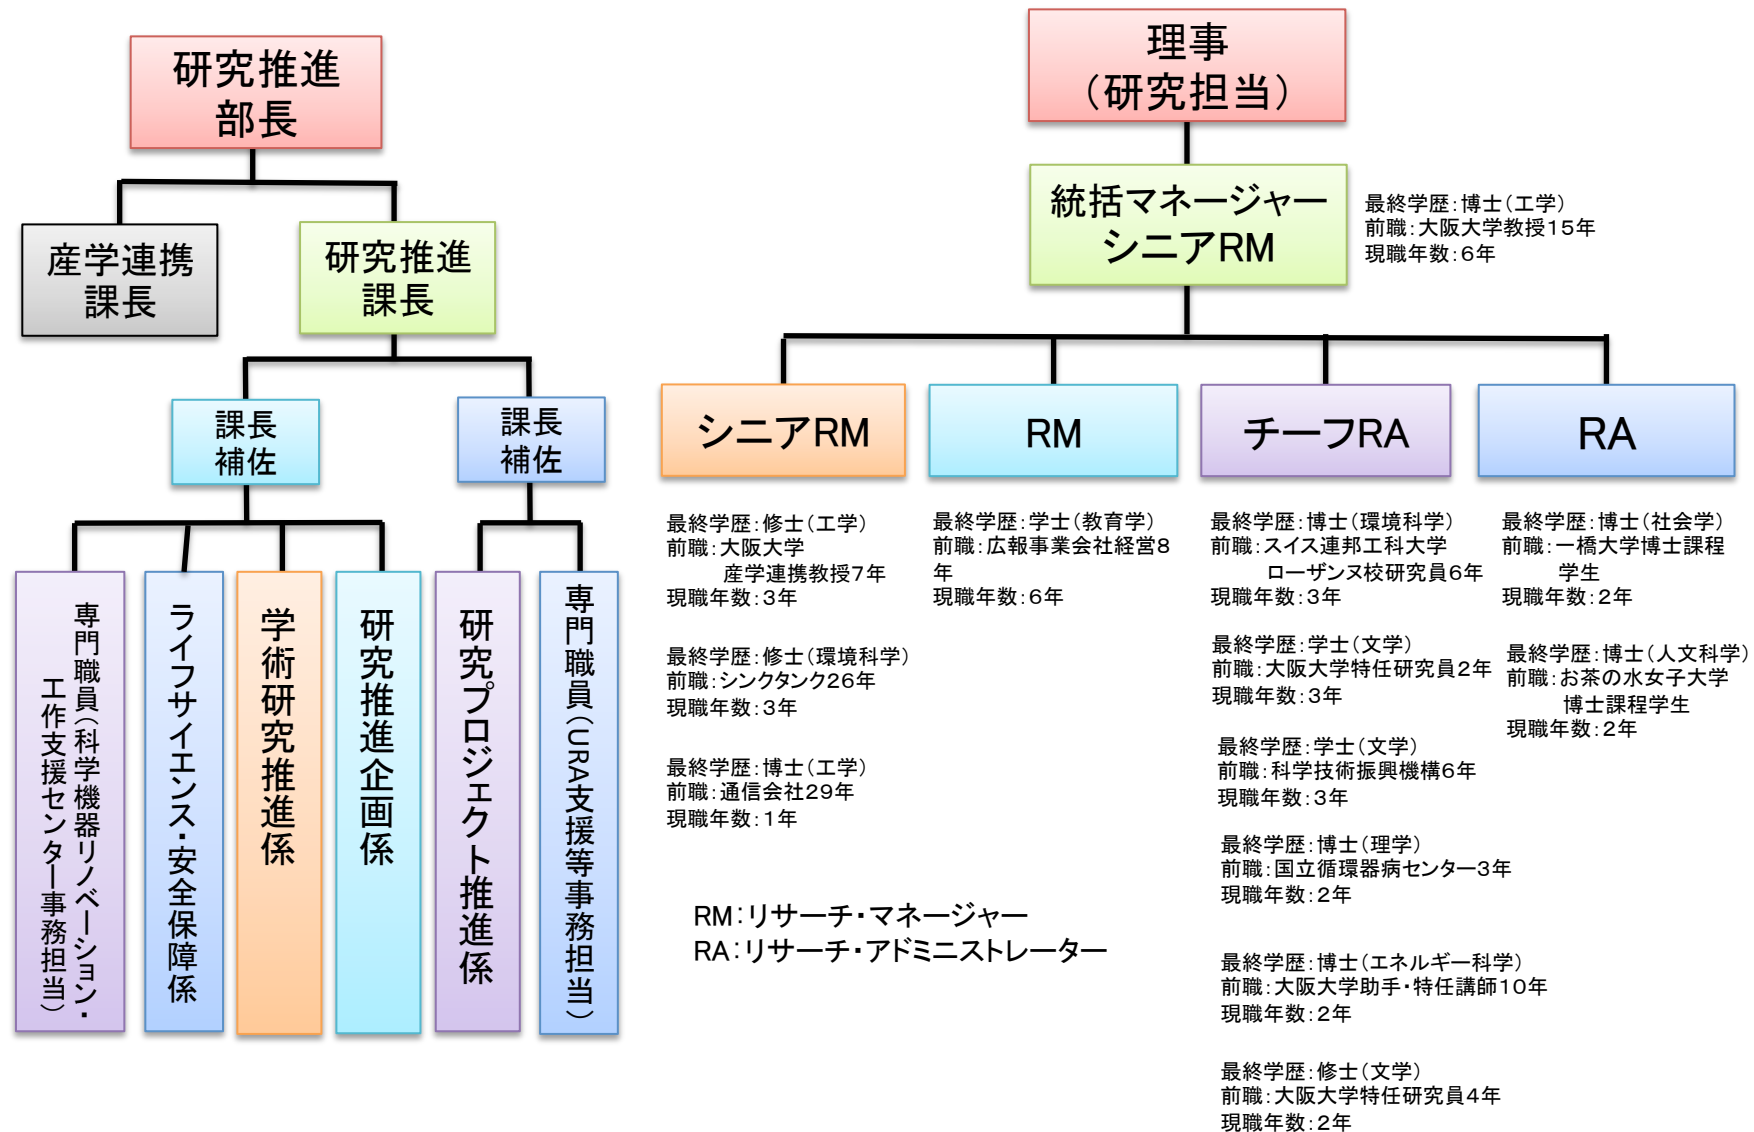 研究推進
部長
産学連携
課長
研究推進
課長
課長
補佐
課長
補佐
専門職員（科学機器リノベーション・
工作支援センター事務担当）
ライフサイエンス・安全保障係
学術研究推進係
研究推進企画係
研究プロジェクト推進係
専門職員（URA支援等事務担当）
理事
（研究担当）
統括マネージャー
シニアRM
最終学歴：博士（工学）
前職：大阪大学教授15年
現職年数：6年
シニアRM
最終学歴：修士（工学）
前職：大阪大学
産学連携教授7年
現職年数：3年
最終学歴：修士（環境科学）
前職：シンクタンク26年
現職年数：3年
最終学歴：博士（工学）
前職：通信会社29年
現職年数：1年
RM
最終学歴：学士（教育学）
前職：広報事業会社経営8
年
現職年数：6年
チーフRA
最終学歴：博士（環境科学）
前職：スイス連邦工科大学
ローザンヌ校研究員6年
現職年数：3年
最終学歴：学士（文学）
前職：大阪大学特任研究員2年
現職年数：3年
最終学歴：学士（文学）
前職：科学技術振興機構6年
現職年数：3年
最終学歴：博士（理学）
前職：国立循環器病センター3年
現職年数：2年
最終学歴：博士（エネルギー科学）
前職：大阪大学助手・特任講師10年
現職年数：2年
最終学歴：修士（文学）
前職：大阪大学特任研究員4年
現職年数：2年
RA
最終学歴：博士（社会学）
前職：一橋大学博士課程
学生
現職年数：2年
最終学歴：博士（人文科学）
前職：お茶の水女子大学
博士課程学生
現職年数：2年
RM：リサーチ・マネージャー
RA：リサーチ・アドミニストレーター